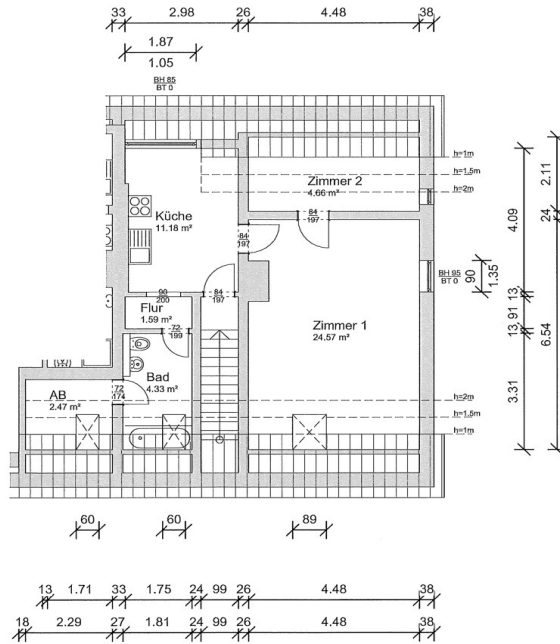 33 2.98 26 4.48 38
1.87
1.05
BH 85
BT 0
h=1m
h=1.5m
h=2m
Zimmer 2
4.66 m²
Küche
11.18 m²
84
197
84
197
2.11
24
4.09
90
1.35
BH 95
BT 0
90
200
84
197
Flur
1.59 m²
72
199
Zimmer 1
24.57 m²
13
91
13
6.54
Bad
4.33 m²
AB
2.47 m²
72
174
3.31
h=2m
h=1.5m
h=1m
60 60 89
13 1.71 33 1.75 24 99 26 4.48 38
18 2.29 27 1.81 24 99 26 4.48 38